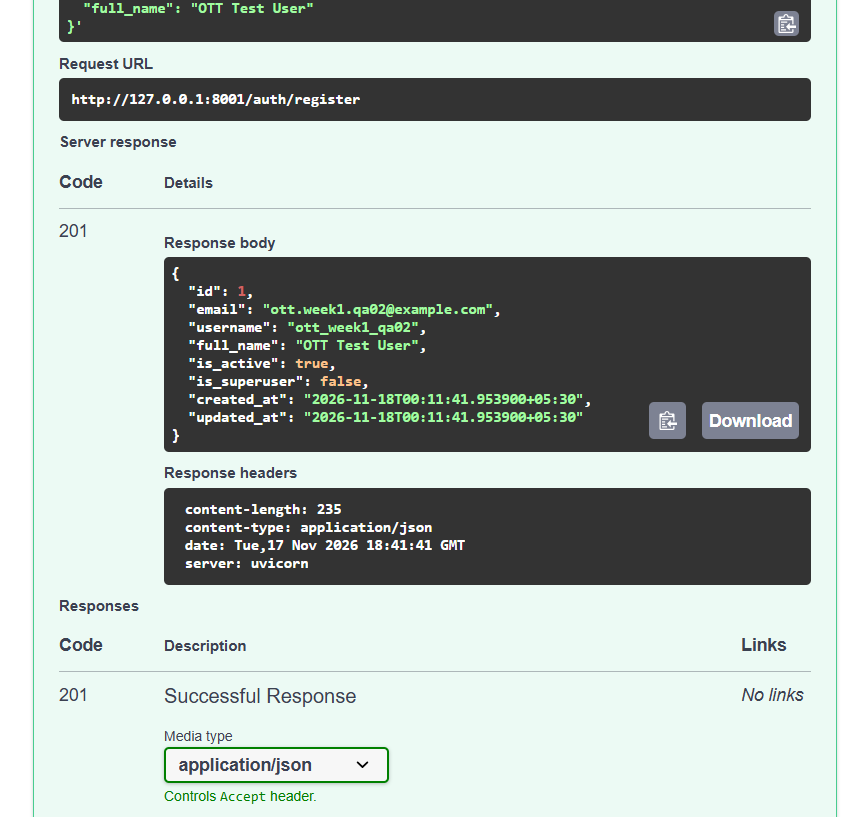 "full_name": "OTT Test User"
}'
Request URL
http://127.0.0.1:8001/auth/register
Server response
Code Details
201
Response body
{
"id": 1,
"email": "ott.week1.qa02@example.com",
"username": "ott_week1_qa02",
"full_name": "OTT Test User",
"is_active": true,
"is_superuser": false,
"created_at": "2026-11-18T00:11:41.953900+05:30",
"updated_at": "2026-11-18T00:11:41.953900+05:30"
}
Download
Response headers
content-length: 235
content-type: application/json
date: Tue,17 Nov 2026 18:41:41 GMT
server: uvicorn
Responses
Code Description Links
201 Successful Response No links
Media type
application/json
Controls Accept header.